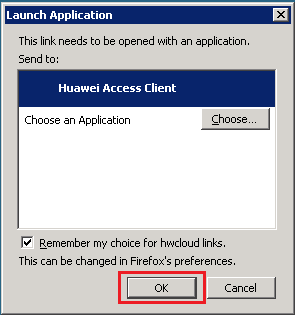 Launch Application
This link needs to be opened with an application.
Send to:
Huawei Access Client
Choose an Application
Choose...
Remember my choice for hwcloud links.
This can be changed in Firefox's preferences.
OK
Cancel